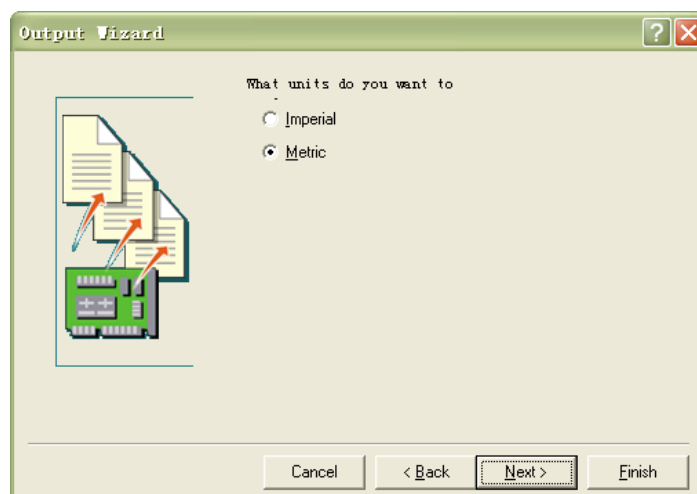 Output Wizard
What units do you want to
Imperial
Metric
Cancel
< Back
Next >
Finish